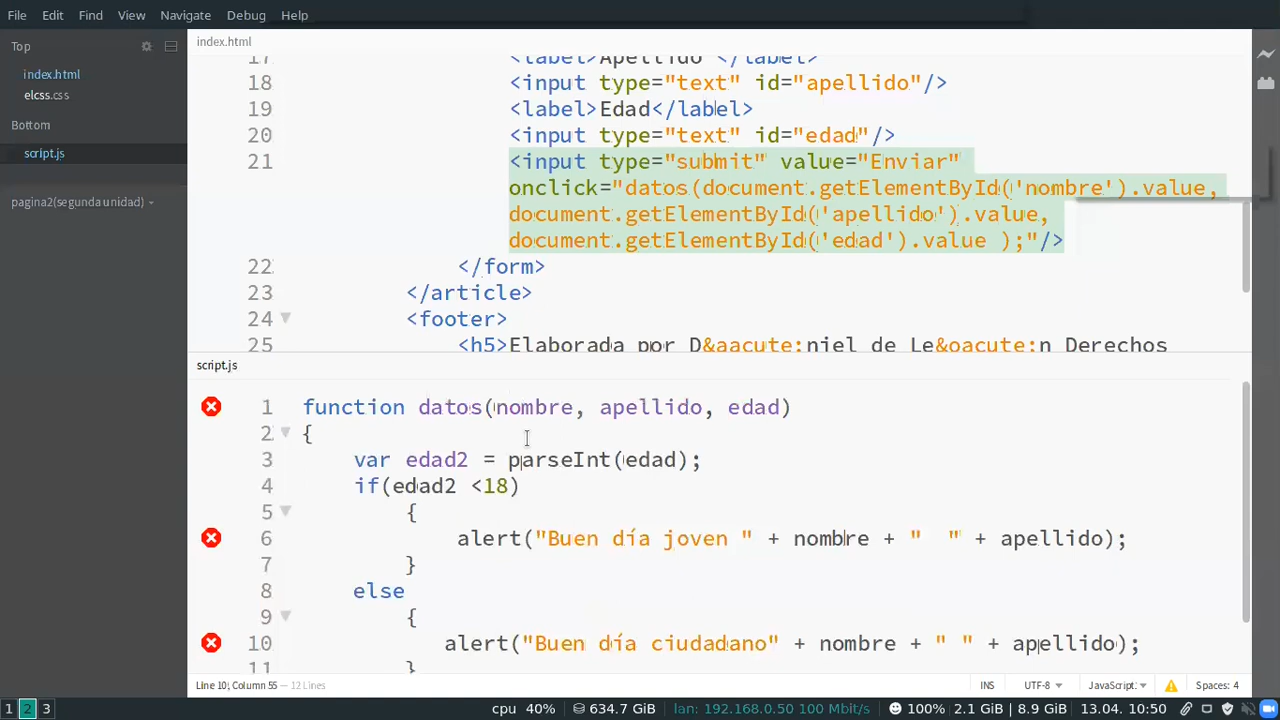 File Edit Find View Navigate Debug Help
Top
index.html
elcss.css
Bottom
script.js
pagina2(segunda unidad)
index.html
17 <label>Apellido </label>
18 <input type="text" id="apellido"/>
19 <label>Edad</label>
20 <input type="text" id="edad"/>
21 <input type="submit" value="Enviar"
onclick="datos(document.getElementById('nombre').value,
document.getElementById('apellido').value,
document.getElementById('edad').value );"/>
22 </form>
23 </article>
24 <footer>
25 <h5>Elaborada por D&aacute:niel de Le&oacute:n Derechos
script.js
1 function datos(nombre, apellido, edad)
2 {
3 var edad2 = parseInt(edad);
4 if(edad2 <18)
5 {
6 alert("Buen día joven " + nombre + "  " + apellido);
7 }
8 else
9 {
10 alert("Buen día ciudadano" + nombre + " " + apellido);
11 }
Line 10, Column 55 — 12 Lines
INS UTF-8 JavaScript Spaces: 4
1 2 3 cpu 40% 634.7 GiB lan: 192.168.0.50 100 Mbit/s 100% 2.1 GiB | 8.9 GiB 13.04. 10:50